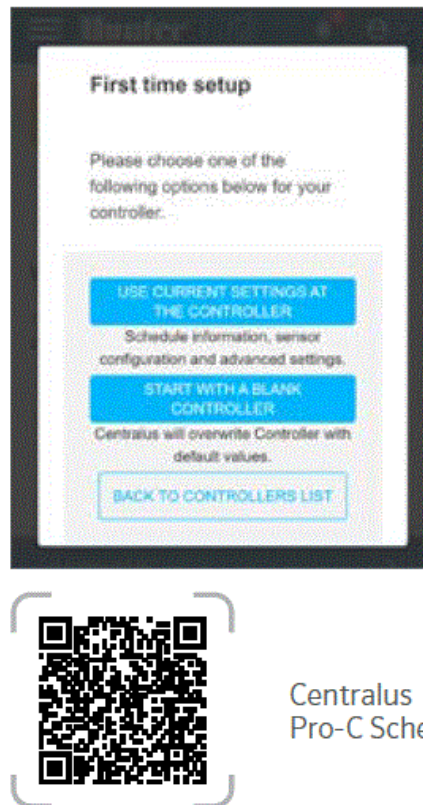 First time setup
Please choose one of the
following options below for your
controller.
USE CURRENT SETTINGS AT
THE CONTROLLER
Schedule information, sensor
configuration and advanced settings.
START WITH A BLANK
CONTROLLER
Centralus will overwrite Controller with
default values.
BACK TO CONTROLLERS LIST
Centralus
Pro-C Sche